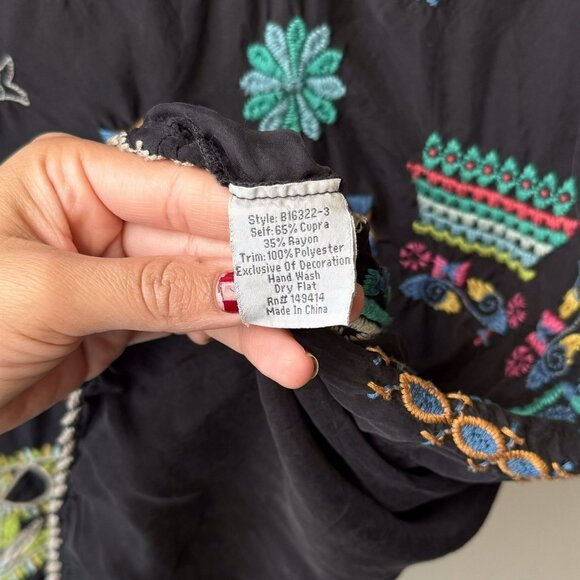 Style: B16322-3
Self: 65% Cupra
35% Rayon
Trim: 100% Polyester
Exclusive Of Decoration
Hand Wash
Dry Flat
Rn# 149414
Made In China